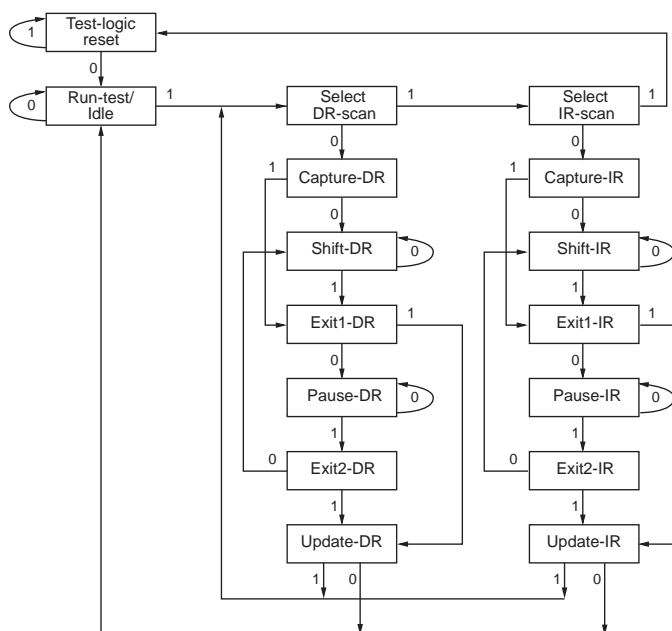 Test-logic
reset
1
0
Run-test/
Idle
0
1
Select
DR-scan
1
Select
IR-scan
1
0
0
1
Capture-DR
1
Capture-IR
0
0
Shift-DR
0
Shift-IR
0
1
1
Exit1-DR
1
Exit1-IR
1
0
0
Pause-DR
0
Pause-IR
0
1
1
0
Exit2-DR
0
Exit2-IR
1
1
Update-DR
Update-IR
1
0
1
0